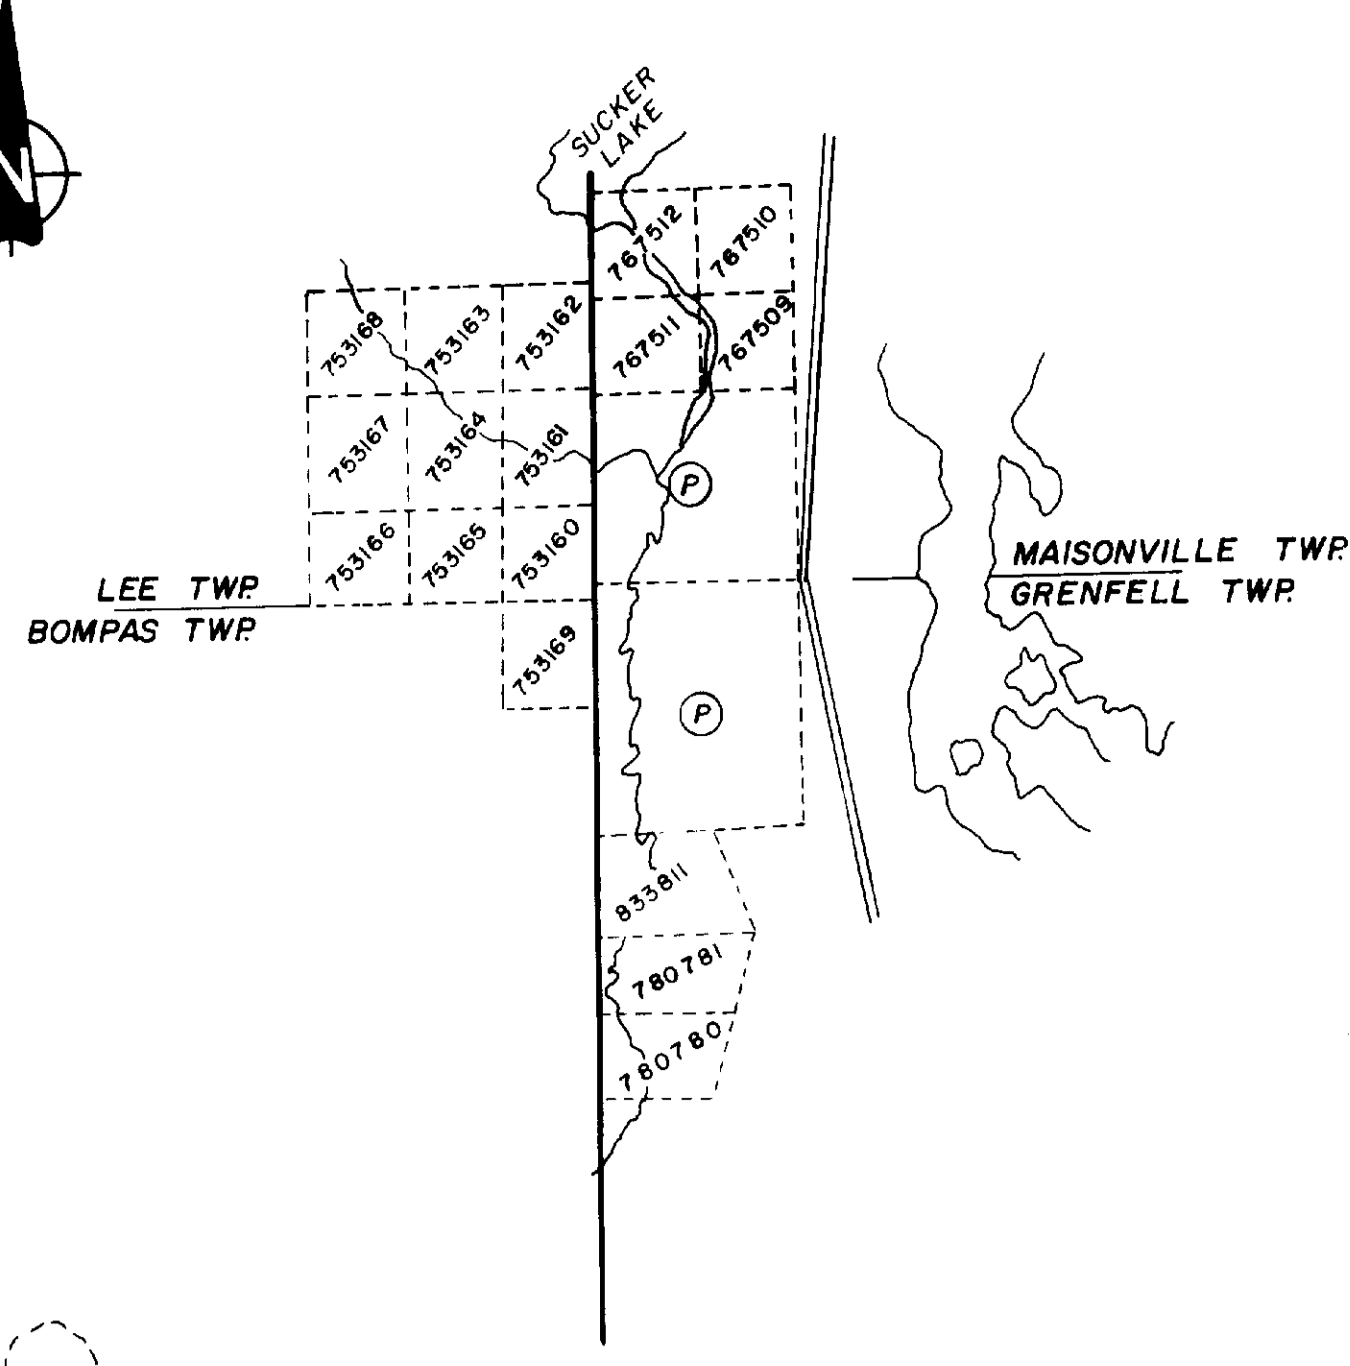 N
SUCKER
LAKE
767512
767510
753168
753163
753162
767511
767509
753167
753164
753161
P
753166
753165
753160
MAISONVILLE TWP.
GRENFELL TWP.
LEE TWP.
BOMPAS TWP.
753169
P
833811
780781
780780